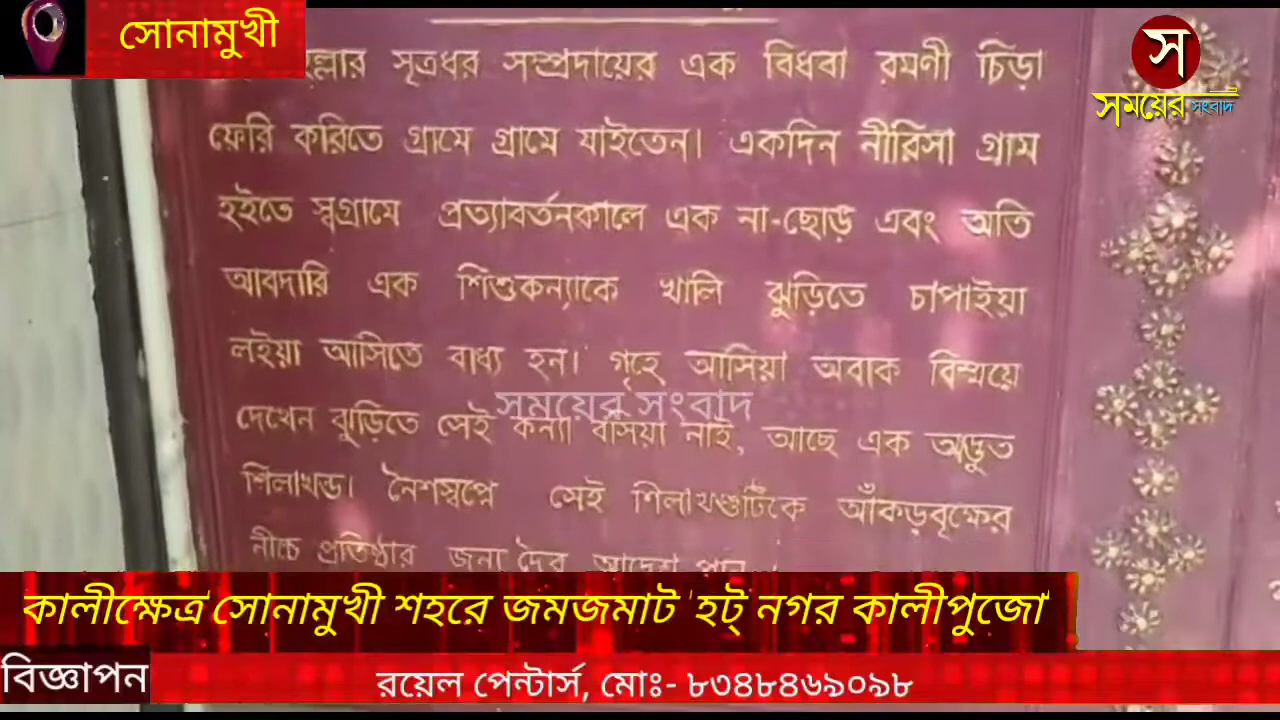 সোনামুখী
স
সময়ের সংবাদ
সূত্রধর সম্প্রদায়ের এক বিধবা রমণী চিড়া
ফেরি করিতে গ্রামে গ্রামে যাইতেন। একদিন নীরিসা গ্রাম
হইতে স্বগ্রামে প্রত্যাবর্তনকালে এক না-ছোড় এবং অতি
আবদারি এক শিশুকন্যাকে খালি ঝুড়িতে চাপাইয়া
লইয়া আসিতে বাধ্য হন। গৃহে আসিয়া অবাক বিস্ময়ে
সময়ের সংবাদ
দেখেন ঝুড়িতে সেই কন্যা বসিয়া নাই, আছে এক অদ্ভুত
শিলাখন্ড। নৈশস্বপ্নে সেই শিলাখণ্ডটিকে আঁকড়বৃক্ষের
নীচে প্রতিষ্ঠার জন্য দৈব আদেশ পান
কালীক্ষেত্র সোনামুখী শহরে জমজমাট 'হট্ নগর কালীপুজো'
বিজ্ঞাপন
রয়েল পেন্টার্স, মোঃ- ৮৩৪৮৪৬৯০৯৮